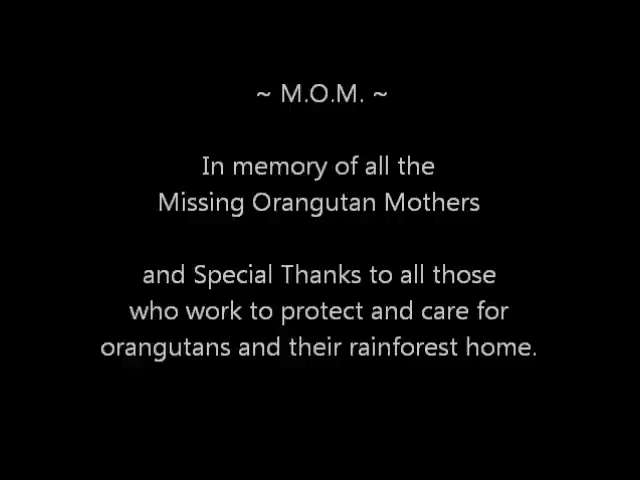 ~ M.O.M. ~
In memory of all the
Missing Orangutan Mothers
and Special Thanks to all those
who work to protect and care for
orangutans and their rainforest home.